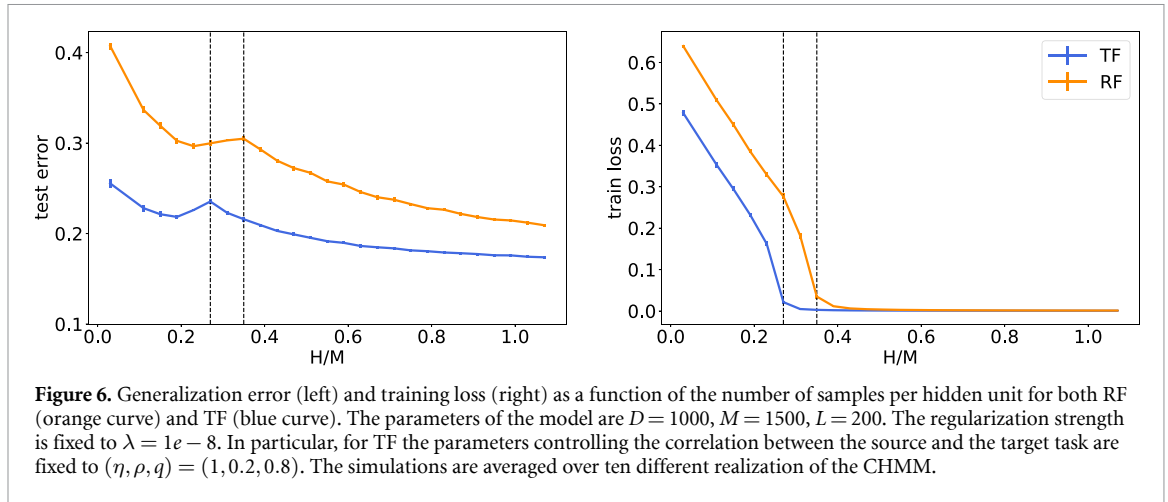 0.4
0.3
0.2
0.1
test error
0.0 0.2 0.4 0.6 0.8 1.0
H/M
0.6
0.5
0.4
0.3
0.2
0.1
0.0
train loss
0.0 0.2 0.4 0.6 0.8 1.0
H/M
TF
RF
Figure 6. Generalization error (left) and training loss (right) as a function of the number of samples per hidden unit for both RF
(orange curve) and TF (blue curve). The parameters of the model are D = 1000, M = 1500, L = 200. The regularization strength
is fixed to λ = 1e − 8. In particular, for TF the parameters controlling the correlation between the source and the target task are
fixed to (η, ρ, q) = (1, 0.2, 0.8). The simulations are averaged over ten different realization of the CHMM.